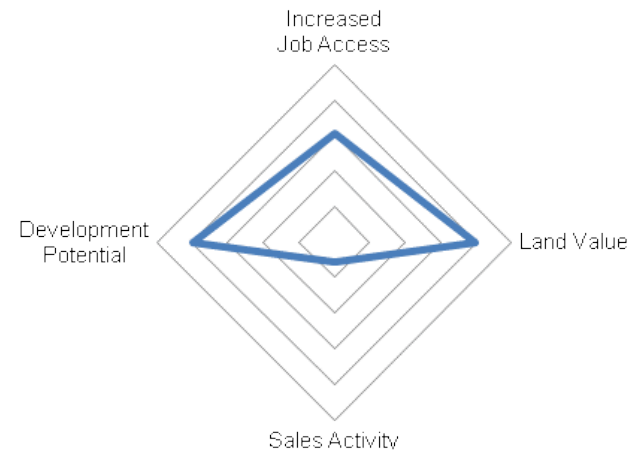 Increased
Job Access
Development
Potential
Land Value
Sales Activity